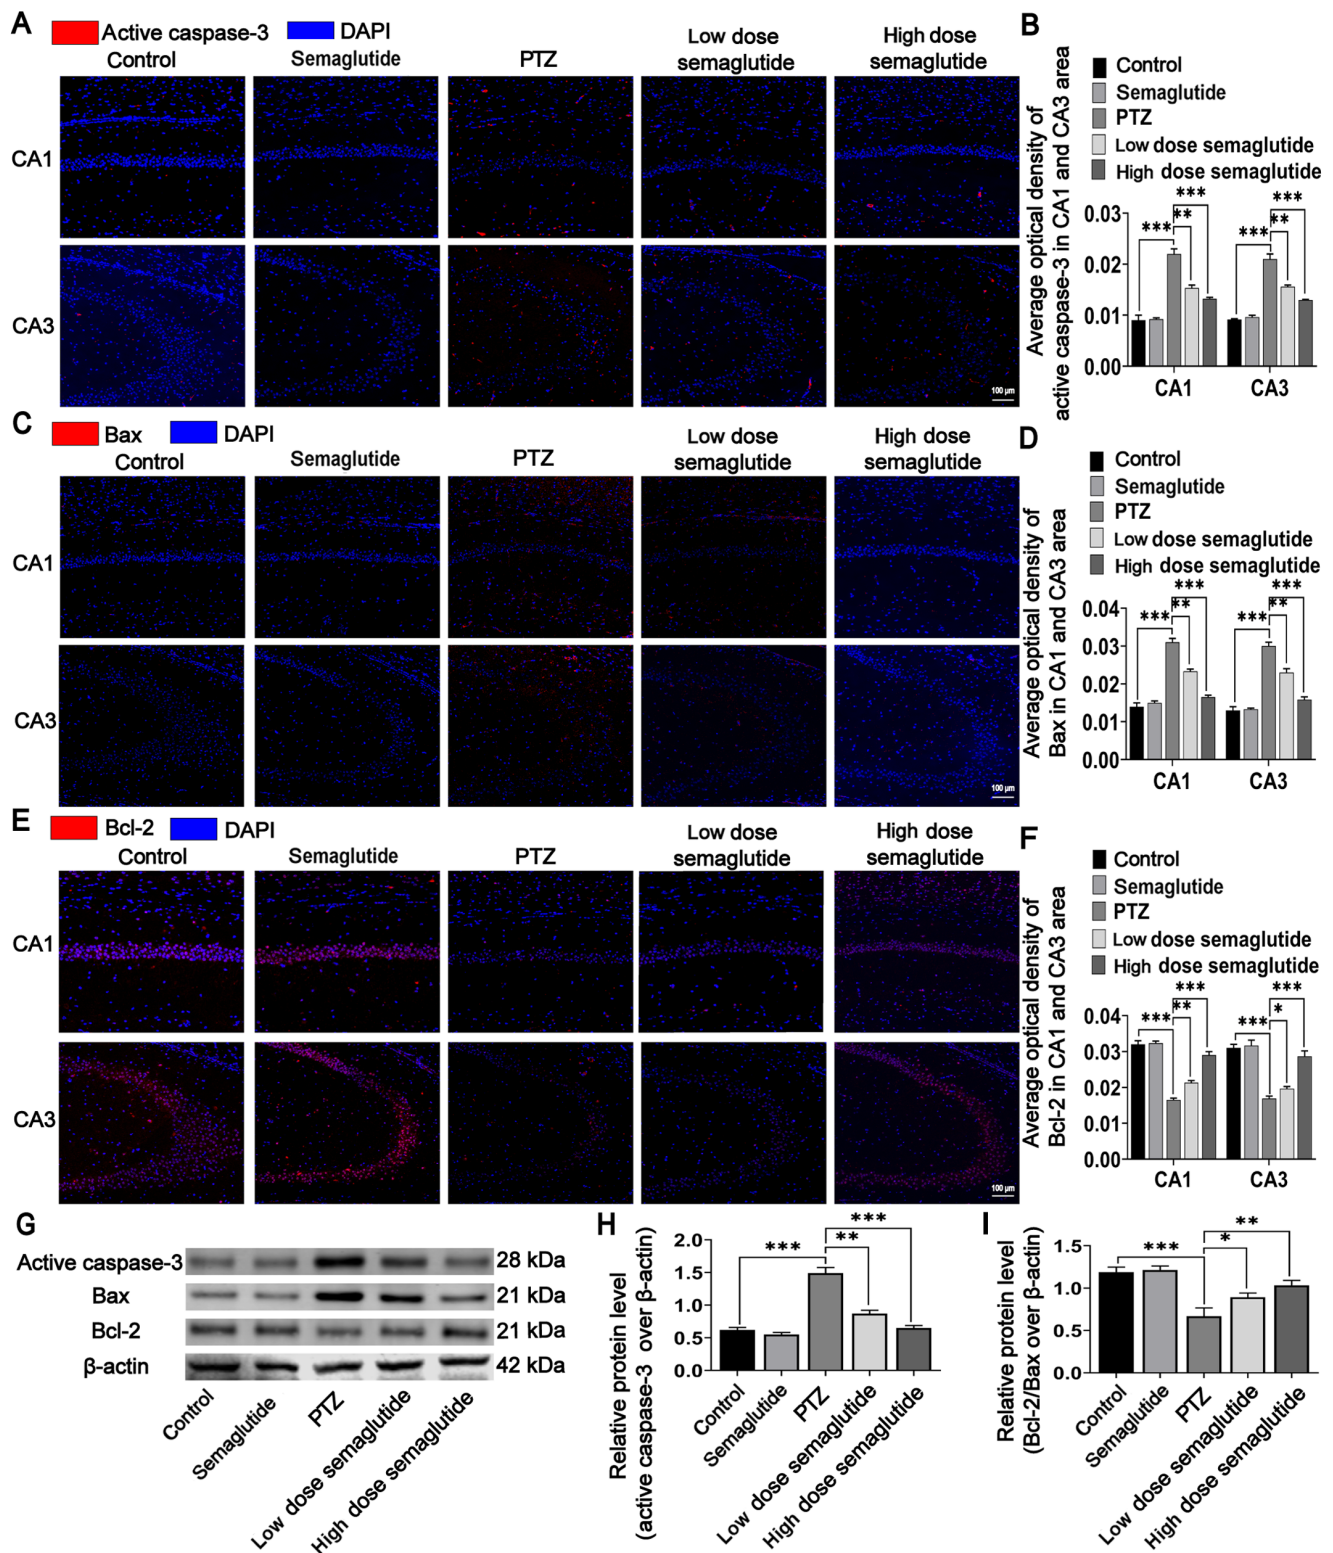 A
Active caspase-3
DAPI
Control
Semaglutide
PTZ
Low dose
semaglutide
High dose
semaglutide
CA1
CA3
100 μm
B
Control
Semaglutide
PTZ
Low dose semaglutide
High dose semaglutide
Average optical density of
active caspase-3 in CA1 and CA3 area
0.03
0.02
0.01
0.00
*** ** ***
*** ** ***
CA1
CA3
C
Bax
DAPI
Control
Semaglutide
PTZ
Low dose
semaglutide
High dose
semaglutide
CA1
CA3
100 μm
D
Control
Semaglutide
PTZ
Low dose semaglutide
High dose semaglutide
Average optical density of
Bax in CA1 and CA3 area
0.04
0.03
0.02
0.01
0.00
*** ** ***
*** ** ***
CA1
CA3
E
Bcl-2
DAPI
Control
Semaglutide
PTZ
Low dose
semaglutide
High dose
semaglutide
CA1
CA3
100 μm
F
Control
Semaglutide
PTZ
Low dose semaglutide
High dose semaglutide
Average optical density of
Bcl-2 in CA1 and CA3 area
0.04
0.03
0.02
0.01
0.00
*** ** ***
*** * ***
CA1
CA3
G
Active caspase-3
28 kDa
Bax
21 kDa
Bcl-2
21 kDa
β-actin
42 kDa
Control
Semaglutide
PTZ
Low dose semaglutide
High dose semaglutide
H
Relative protein level
(active caspase-3 over β-actin)
2.0
1.5
1.0
0.5
0.0
*** ** ***
Control
Semaglutide
PTZ
Low dose semaglutide
High dose semaglutide
I
Relative protein level
(Bcl-2/Bax over β-actin)
1.5
1.0
0.5
0.0
*** * **
Control
Semaglutide
PTZ
Low dose semaglutide
High dose semaglutide